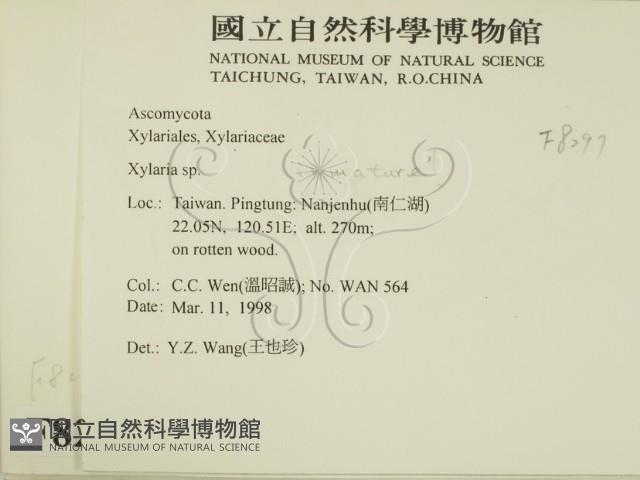 國立自然科學博物館
NATIONAL MUSEUM OF NATURAL SCIENCE
TAICHUNG, TAIWAN, R.O.CHINA
Ascomycota
Xylariales, Xylariaceae
F8297
Xylaria sp.
Loc.: Taiwan. Pingtung: Nanjenhu(南仁湖)
22.05N, 120.51E; alt. 270m;
on rotten wood.
Col.: C.C. Wen(溫昭誠); No. WAN 564
Date: Mar. 11, 1998
Det.: Y.Z. Wang(王也珍)
國立自然科學博物館
NATIONAL MUSEUM OF NATURAL SCIENCE